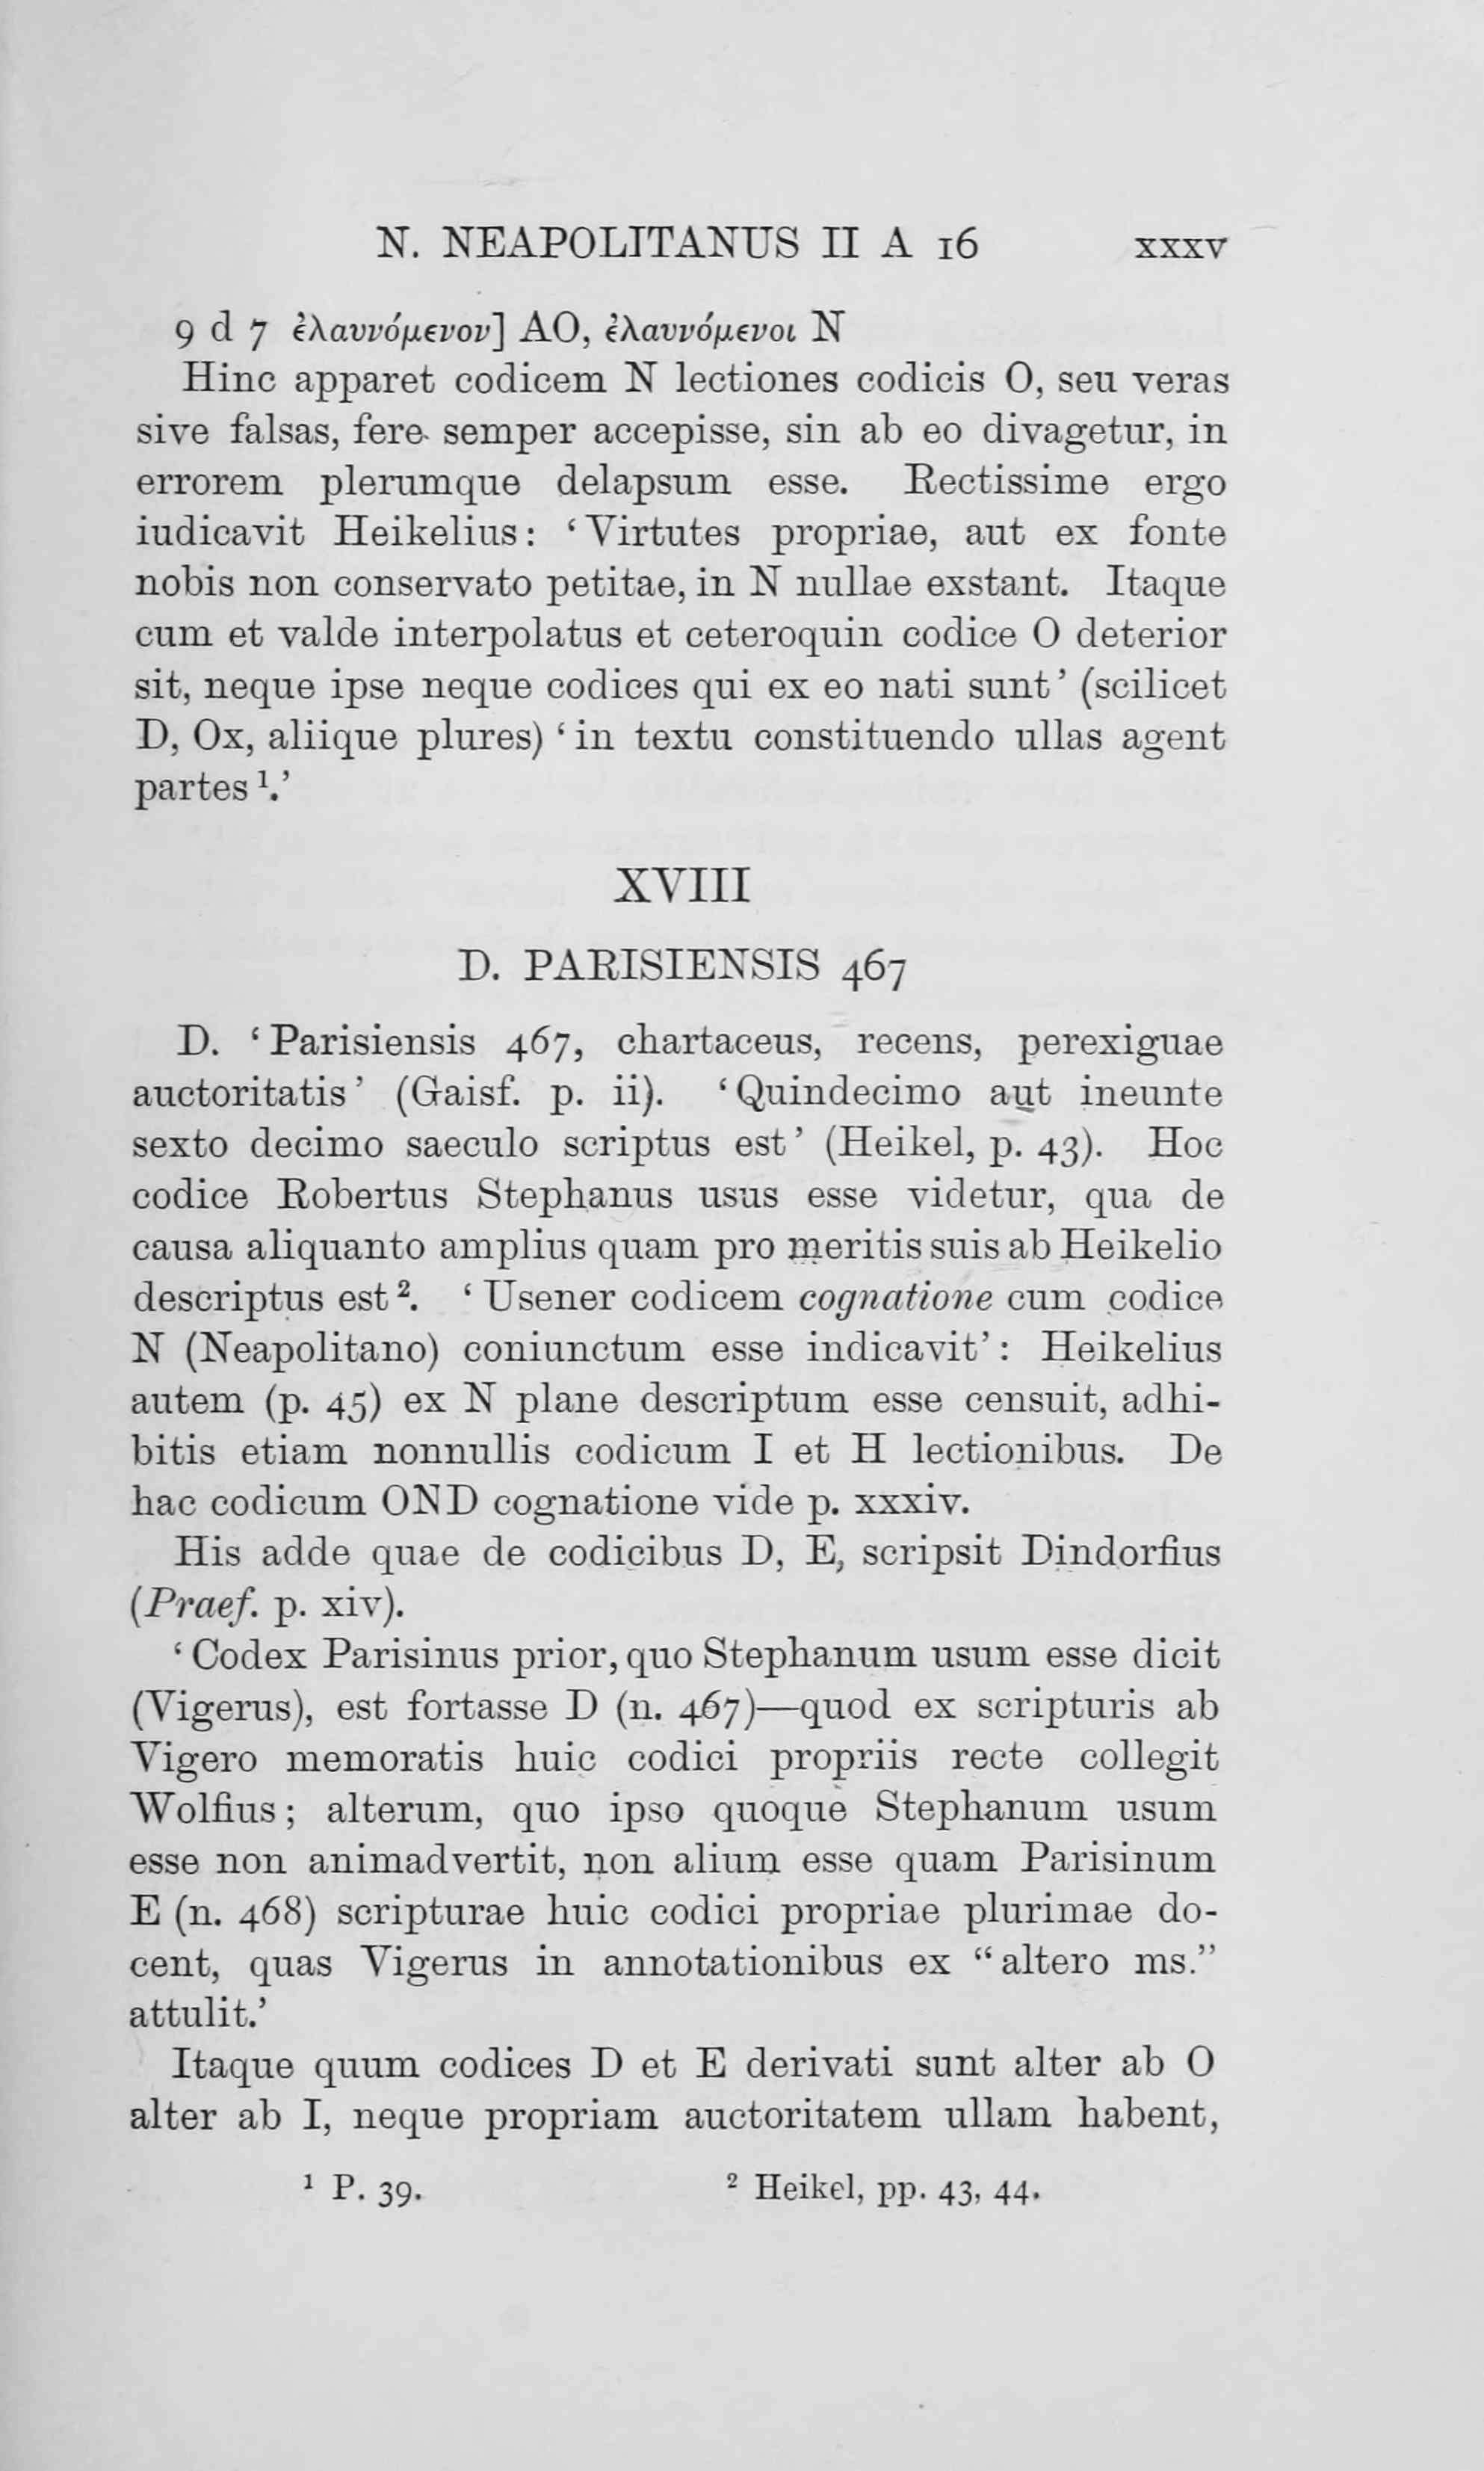 N. NEAPOLITANUS II A 16 xxxv
9 d 7 ἐλαυνόμενον] AO, ἐλαυνόμενοι N
Hinc apparet codicem N lectiones codicis O, seu veras
sive falsas, fere semper accepisse, sin ab eo divagetur, in
errorem plerumque delapsum esse. Rectissime ergo
iudicavit Heikelius: ‘Virtutes propriae, aut ex fonte
nobis non conservato petitae, in N nullae exstant. Itaque
cum et valde interpolatus et ceteroquin codice O deterior
sit, neque ipse neque codices qui ex eo nati sunt’ (scilicet
D, Ox, aliique plures) ‘in textu constituendo ullas agent
partes ¹.’
XVIII
D. PARISIENSIS 467
D. ‘Parisiensis 467, chartaceus, recens, perexiguae
auctoritatis’ (Gaisf. p. ii). ‘Quindecimo aut ineunte
sexto decimo saeculo scriptus est’ (Heikel, p. 43). Hoc
codice Robertus Stephanus usus esse videtur, qua de
causa aliquanto amplius quam pro meritis suis ab Heikelio
descriptus est ². ‘Usener codicem cognatione cum codice
N (Neapolitano) coniunctum esse indicavit’: Heikelius
autem (p. 45) ex N plane descriptum esse censuit, adhi-
bitis etiam nonnullis codicum I et H lectionibus. De
hac codicum OND cognatione vide p. xxxiv.
His adde quae de codicibus D, E, scripsit Dindorfius
(Praef. p. xiv).
‘Codex Parisinus prior, quo Stephanum usum esse dicit
(Vigerus), est fortasse D (n. 467)—quod ex scripturis ab
Vigero memoratis huic codici propriis recte collegit
Wolfius; alterum, quo ipso quoque Stephanum usum
esse non animadvertit, non alium esse quam Parisinum
E (n. 468) scripturae huic codici propriae plurimae do-
cent, quas Vigerus in annotationibus ex “altero ms.”
attulit.’
Itaque quum codices D et E derivati sunt alter ab O
alter ab I, neque propriam auctoritatem ullam habent,
¹ P. 39. ² Heikel, pp. 43, 44.